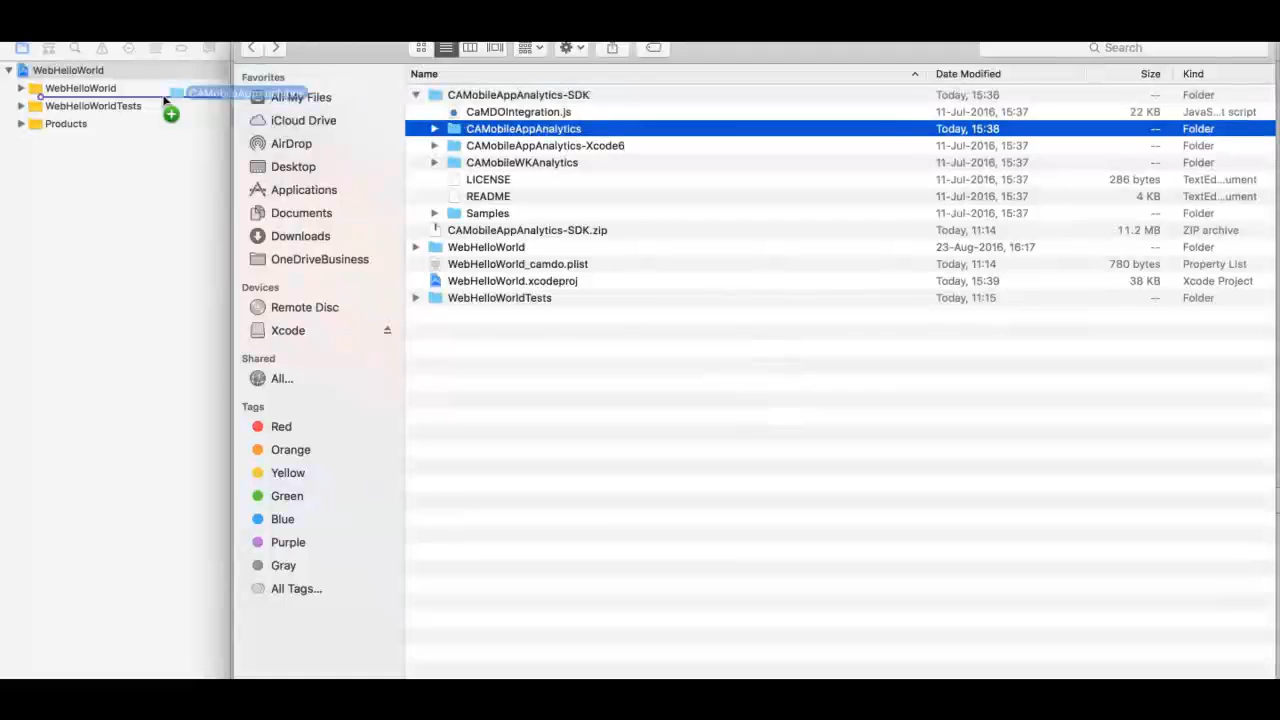 WebHelloWorld
WebHelloWorld
WebHelloWorldTests
Products
Search
Favorites
All My Files
iCloud Drive
AirDrop
Desktop
Applications
Documents
Downloads
OneDriveBusiness
Devices
Remote Disc
Xcode
Shared
All...
Tags
Red
Orange
Yellow
Green
Blue
Purple
Gray
All Tags...
Name Date Modified Size Kind
CAMobileAppAnalytics-SDK Today, 15:36 -- Folder
CaMDOIntegration.js 11-Jul-2016, 15:37 22 KB JavaS...t script
CAMobileAppAnalytics Today, 15:38 -- Folder
CAMobileAppAnalytics-Xcode6 11-Jul-2016, 15:37 -- Folder
CAMobileWKAnalytics 11-Jul-2016, 15:37 -- Folder
LICENSE 11-Jul-2016, 15:37 286 bytes TextEd...ument
README 11-Jul-2016, 15:37 4 KB TextEd...ument
Samples 11-Jul-2016, 15:37 -- Folder
CAMobileAppAnalytics-SDK.zip Today, 11:14 11.2 MB ZIP archive
WebHelloWorld 23-Aug-2016, 16:17 -- Folder
WebHelloWorld_camdo.plist Today, 11:14 780 bytes Property List
WebHelloWorld.xcodeproj Today, 15:39 38 KB Xcode Project
WebHelloWorldTests Today, 11:15 -- Folder